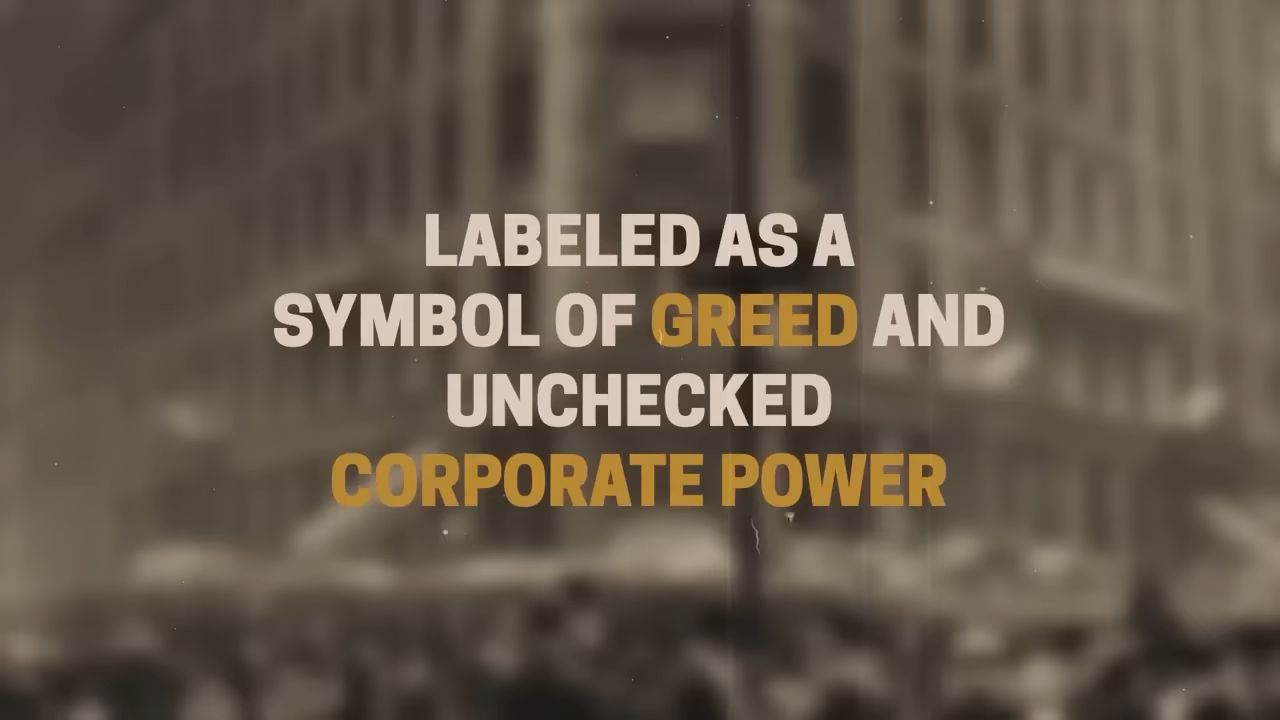 LABELED AS A
SYMBOL OF GREED AND
UNCHECKED
CORPORATE POWER